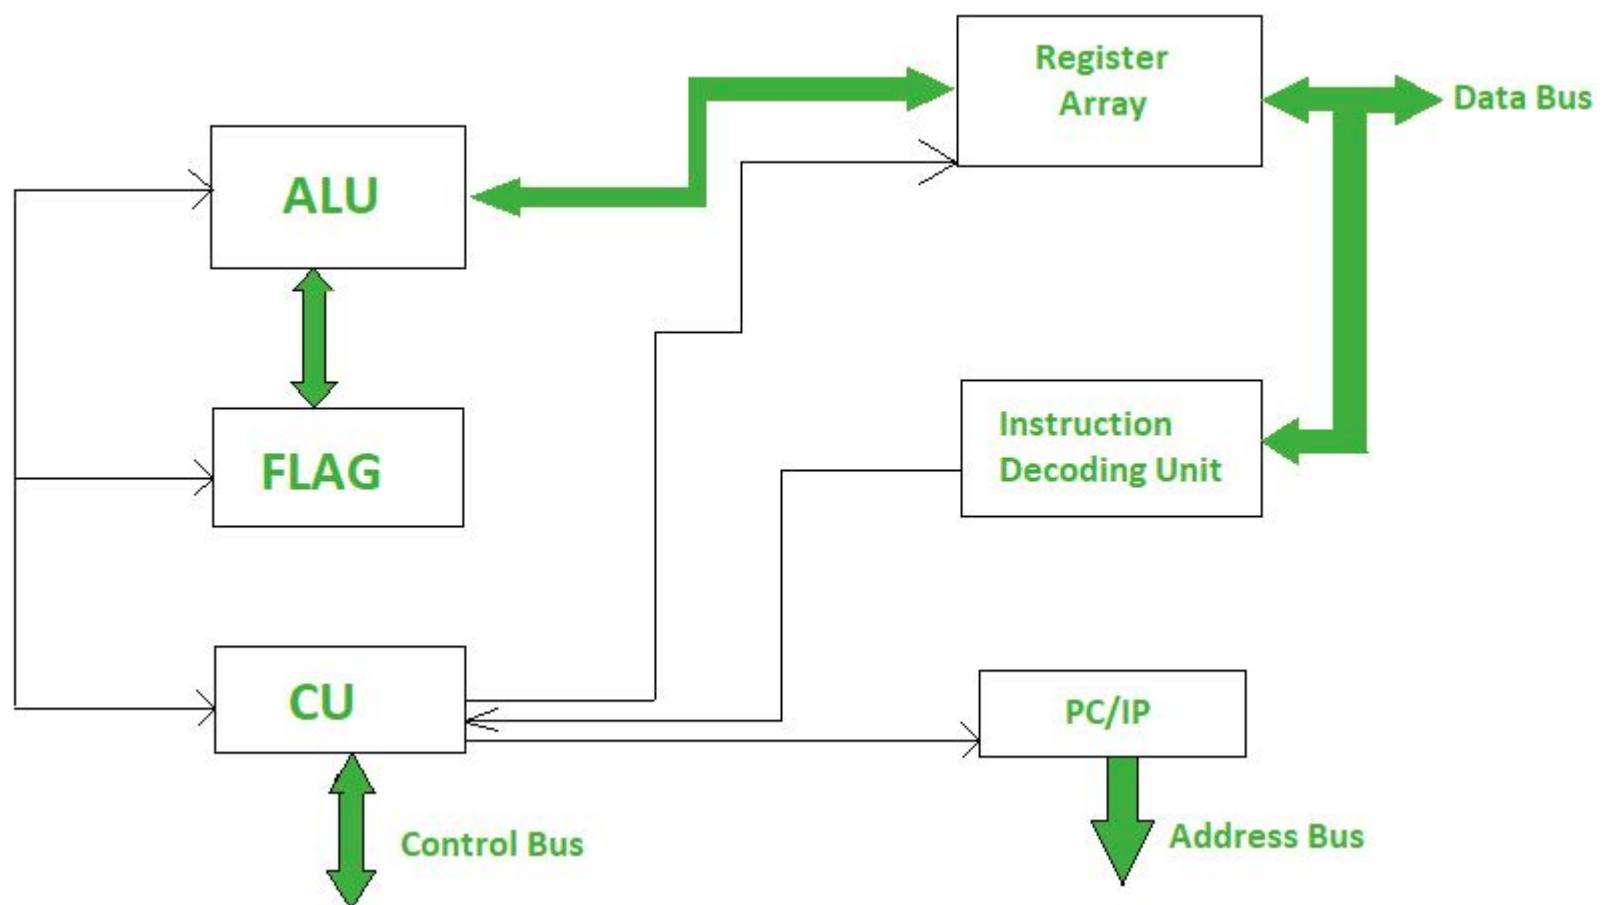 Register
Array
Data Bus
ALU
FLAG
Instruction
Decoding Unit
CU
PC/IP
Control Bus
Address Bus